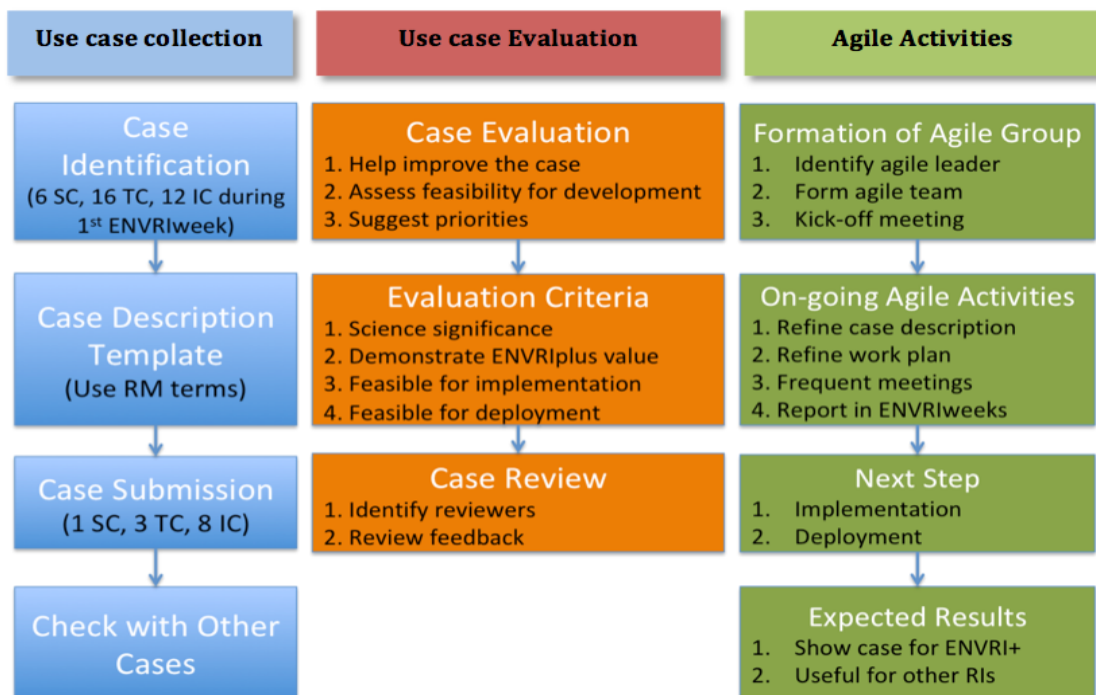 Use case collection
Case
Identification
(6 SC, 16 TC, 12 IC during
1st ENVRIweek)
Case Description
Template
(Use RM terms)
Case Submission
(1 SC, 3 TC, 8 IC)
Check with Other
Cases
Use case Evaluation
Case Evaluation
1. Help improve the case
2. Assess feasibility for development
3. Suggest priorities
Evaluation Criteria
1. Science significance
2. Demonstrate ENVRIplus value
3. Feasible for implementation
4. Feasible for deployment
Case Review
1. Identify reviewers
2. Review feedback
Agile Activities
Formation of Agile Group
1. Identify agile leader
2. Form agile team
3. Kick-off meeting
On-going Agile Activities
1. Refine case description
2. Refine work plan
3. Frequent meetings
4. Report in ENVRIweeks
Next Step
1. Implementation
2. Deployment
Expected Results
1. Show case for ENVRI+
2. Useful for other RIs